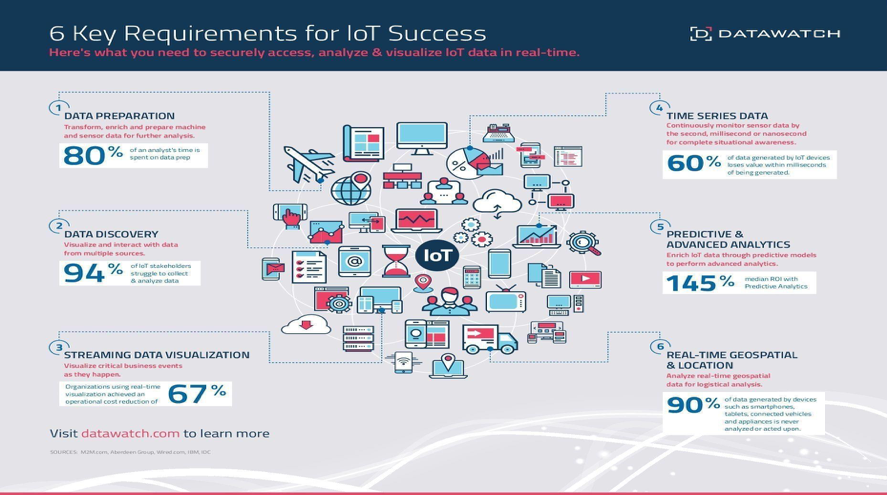 6 Key Requirements for IoT Success
Here's what you need to securely access, analyze & visualize IoT data in real-time.
DATAWATCH
1
DATA PREPARATION
Transform, enrich and prepare machine
and sensor data for further analysis.
80%
of an analyst's time is
spent on data prep
2
DATA DISCOVERY
Visualize and interact with data
from multiple sources.
94%
of IoT stakeholders
struggle to collect
& analyze data
3
STREAMING DATA VISUALIZATION
Visualize critical business events
as they happen.
Organizations using real-time
visualization achieved an
operational cost reduction of
67%
IoT
4
TIME SERIES DATA
Continuously monitor sensor data by
the second, millisecond or nanosecond
for complete situational awareness.
60%
of data generated by IoT devices
loses value within milliseconds
of being generated.
5
PREDICTIVE &
ADVANCED ANALYTICS
Enrich IoT data through predictive models
to perform advanced analytics.
145%
median ROI with
Predictive Analytics
6
REAL-TIME GEOSPATIAL
& LOCATION
Analyze real-time geospatial
data for logistical analysis.
90%
of data generated by devices
such as smartphones,
tablets, connected vehicles
and appliances is never
analyzed or acted upon.
Visit datawatch.com to learn more
SOURCES: M2M.com, Aberdeen Group, Wired.com, IBM, IDC